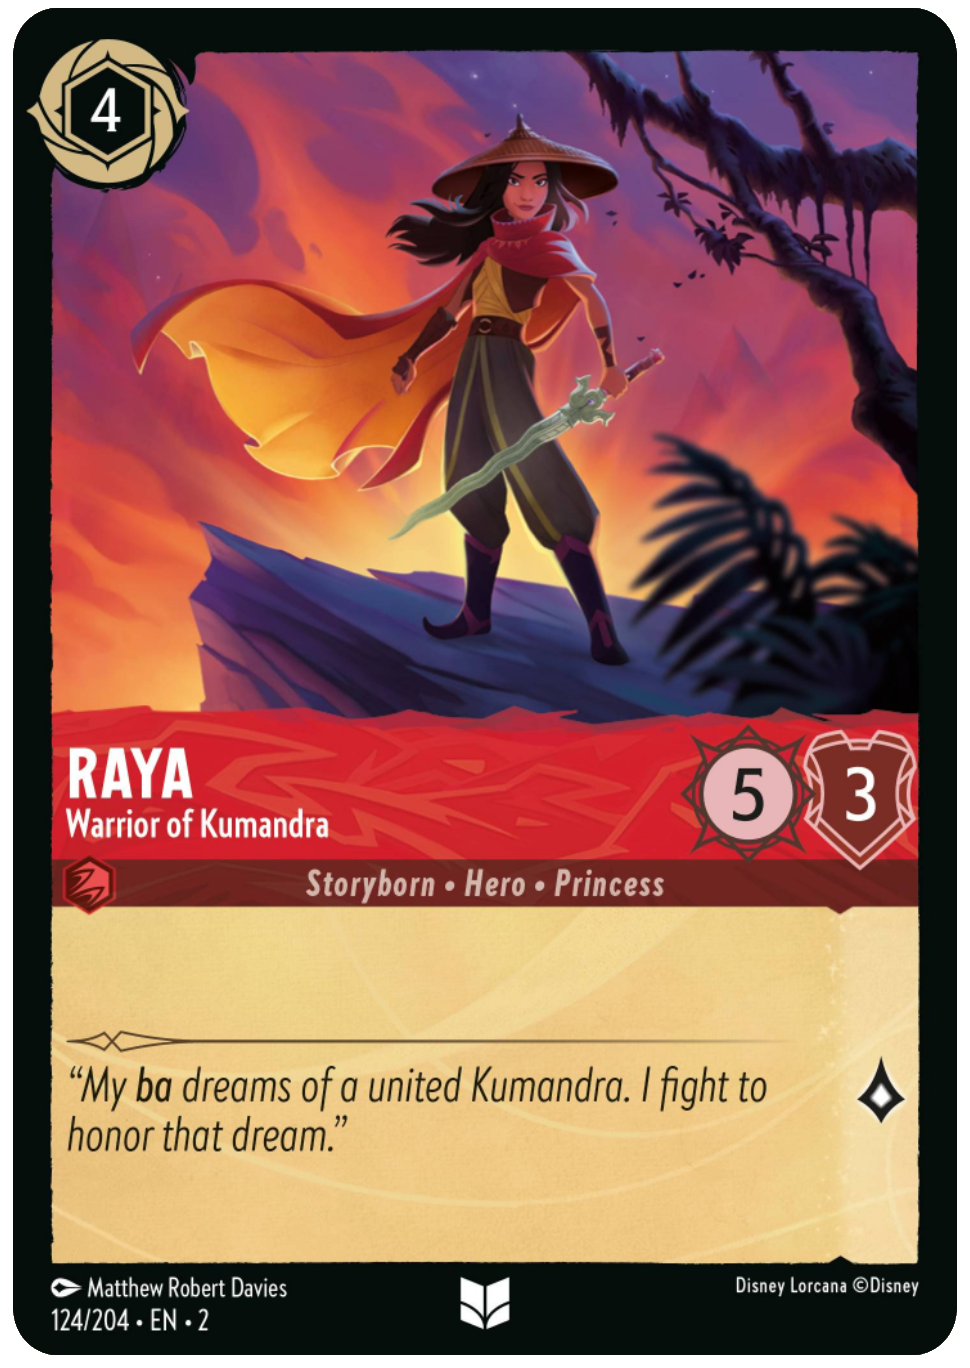 4
RAYA
Warrior of Kumandra
5
3
Storyborn • Hero • Princess
“My ba dreams of a united Kumandra. I fight to
honor that dream.”
Matthew Robert Davies
124/204 • EN • 2
Disney Lorcana ©Disney